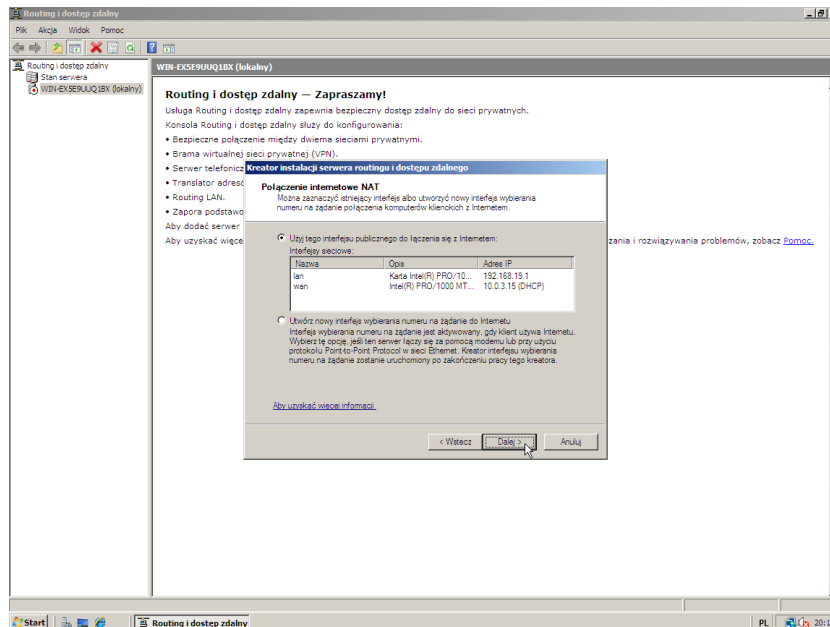 Routing i dostęp zdalny
Plik Akcja Widok Pomoc
Routing i dostęp zdalny
Stan serwera
WIN-EX5E9UUQ1BX (lokalny)
WIN-EX5E9UUQ1BX (lokalny)
Routing i dostęp zdalny — Zapraszamy!
Usługa Routing i dostęp zdalny zapewnia bezpieczny dostęp zdalny do sieci prywatnych.
Konsola Routing i dostęp zdalny służy do konfigurowania:
• Bezpieczne połączenie między dwiema sieciami prywatnymi.
• Brama wirtualnej sieci prywatnej (VPN).
• Serwer telefonicz
• Translator adresó
• Routing LAN.
• Zapora podstawo
Aby dodać serwer
Aby uzyskać więce
zania i rozwiązywania problemów, zobacz Pomoc.
Kreator instalacji serwera routingu i dostępu zdalnego
Połączenie internetowe NAT
Można zaznaczyć istniejący interfejs albo utworzyć nowy interfejs wybierania
numeru na żądanie połączenia komputerów klienckich z Internetem.
Użyj tego interfejsu publicznego do łączenia się z Internetem:
Interfejsy sieciowe:
Nazwa Opis Adres IP
lan Karta Intel(R) PRO/10... 192.168.19.1
wan Intel(R) PRO/1000 MT... 10.0.3.15 (DHCP)
Utwórz nowy interfejs wybierania numeru na żądanie do Internetu
Interfejs wybierania numeru na żądanie jest aktywowany, gdy klient używa Internetu.
Wybierz tę opcję, jeśli ten serwer łączy się za pomocą modemu lub przy użyciu
protokołu Point-to-Point Protocol w sieci Ethernet. Kreator interfejsu wybierania
numeru na żądanie zostanie uruchomiony po zakończeniu pracy tego kreatora.
Aby uzyskać więcej informacji.
< Wstecz Dalej > Anuluj
Start Routing i dostęp zdalny PL 20:1